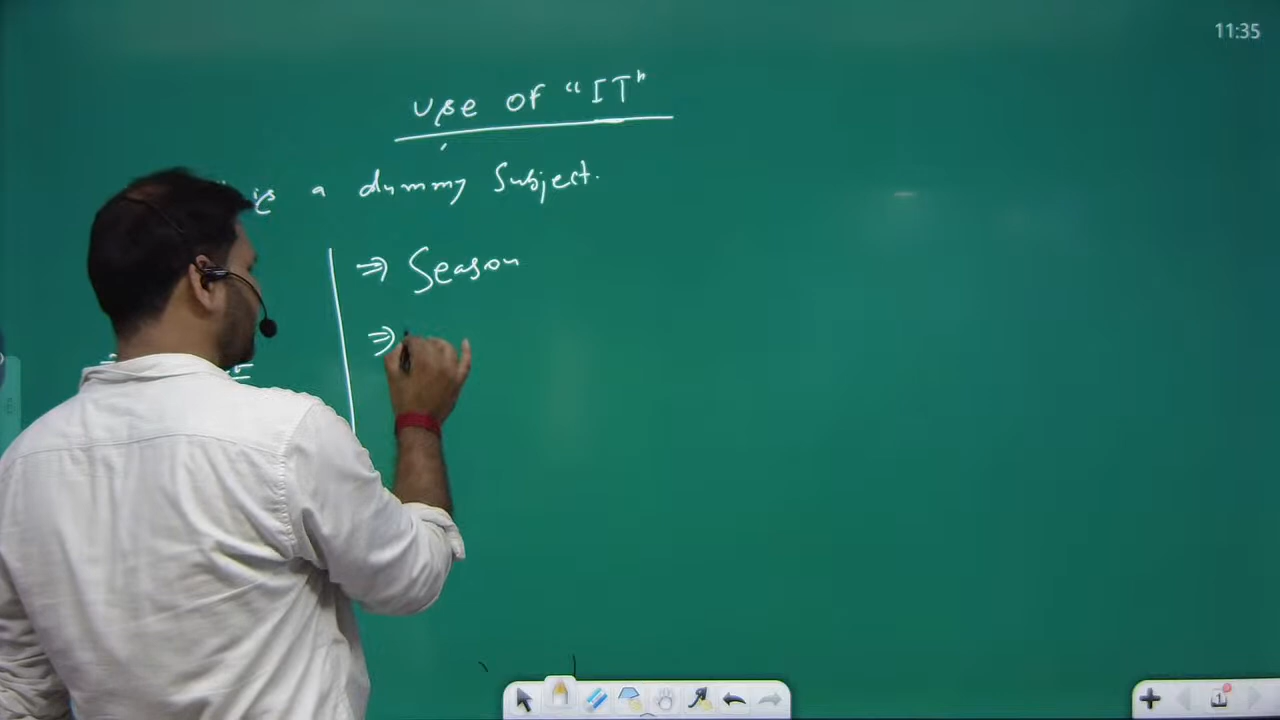 11:35
Use of "IT"
is a dummy Subject.
⇒ Season
⇒